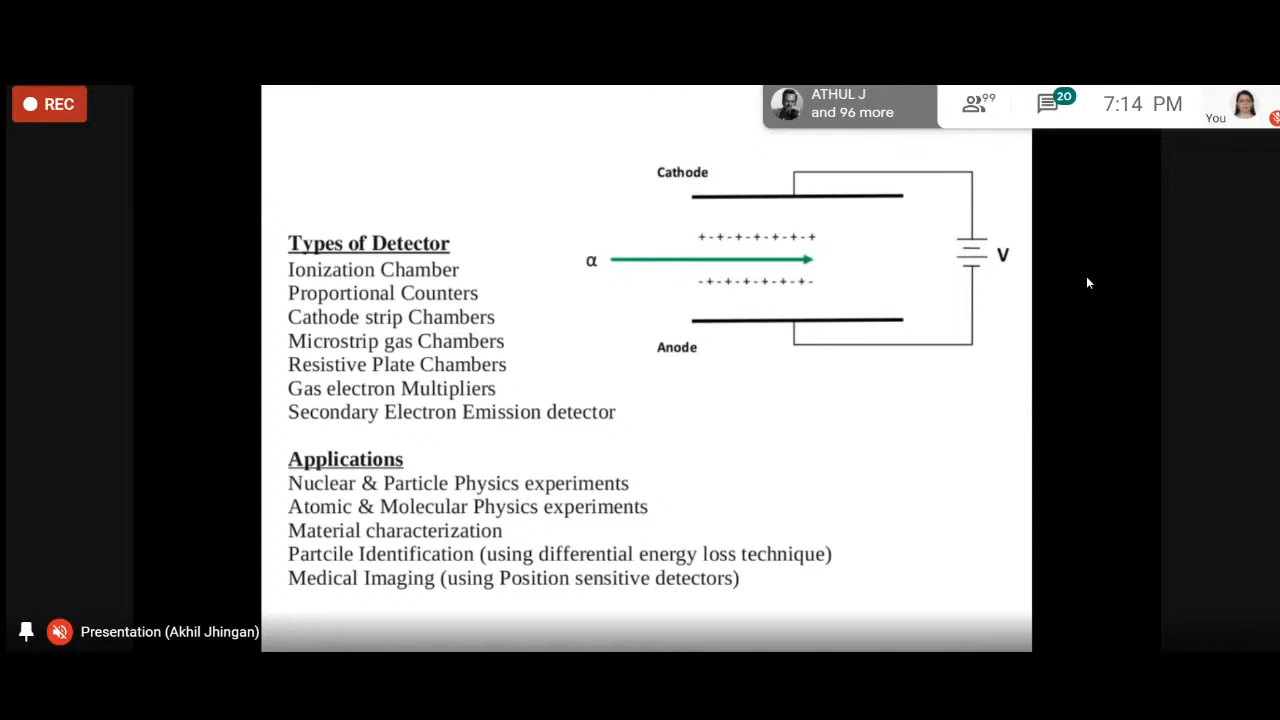 REC
ATHUL J
and 96 more
99
20
7:14 PM
You
Cathode
+-+-+-+-+-+-+
α
V
-+-+-+-+-+-+-
Anode
Types of Detector
Ionization Chamber
Proportional Counters
Cathode strip Chambers
Microstrip gas Chambers
Resistive Plate Chambers
Gas electron Multipliers
Secondary Electron Emission detector
Applications
Nuclear & Particle Physics experiments
Atomic & Molecular Physics experiments
Material characterization
Partcile Identification (using differential energy loss technique)
Medical Imaging (using Position sensitive detectors)
Presentation (Akhil Jhingan)